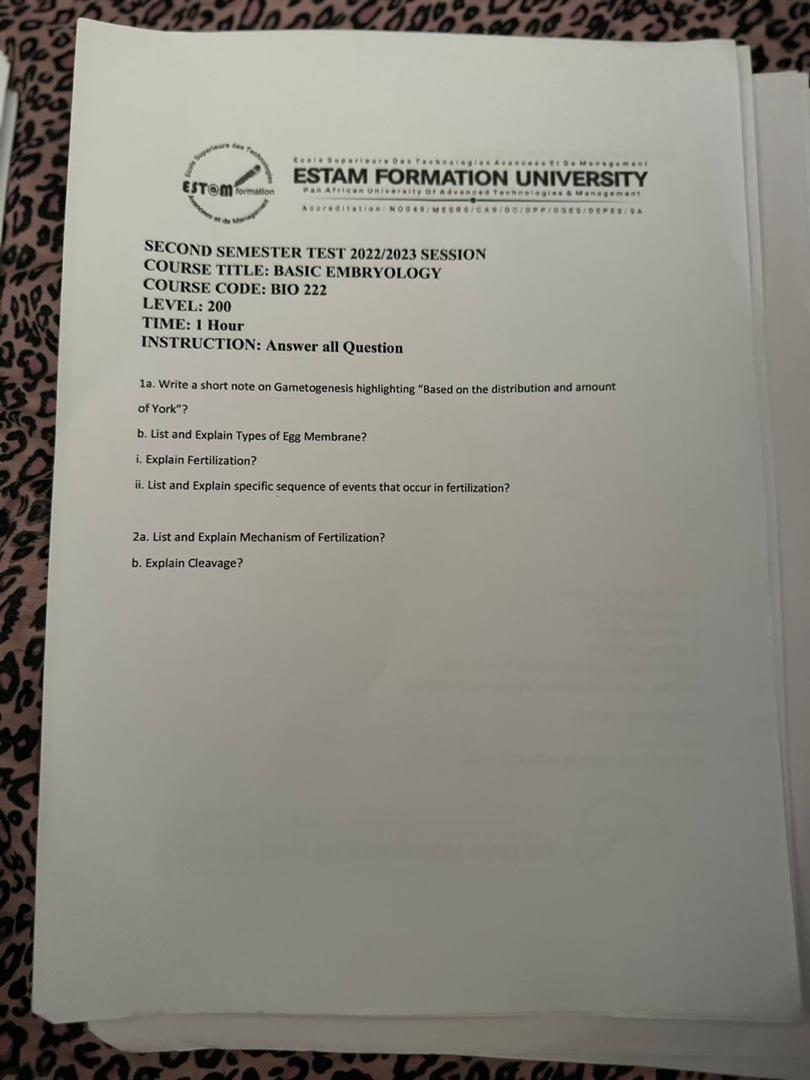 Ecole Superieure des Technologies
EST@M formation
Avancees et de Management
Ecole Superieure Des Technologies Avancees Et De Management
ESTAM FORMATION UNIVERSITY
Pan African University Of Advanced Technologies & Management
Accreditation: N0049/MESRS/CAB/DC/DPP/DGES/DEPES/SA
SECOND SEMESTER TEST 2022/2023 SESSION
COURSE TITLE: BASIC EMBRYOLOGY
COURSE CODE: BIO 222
LEVEL: 200
TIME: 1 Hour
INSTRUCTION: Answer all Question
1a. Write a short note on Gametogenesis highlighting "Based on the distribution and amount
of York"?
b. List and Explain Types of Egg Membrane?
i. Explain Fertilization?
ii. List and Explain specific sequence of events that occur in fertilization?
2a. List and Explain Mechanism of Fertilization?
b. Explain Cleavage?